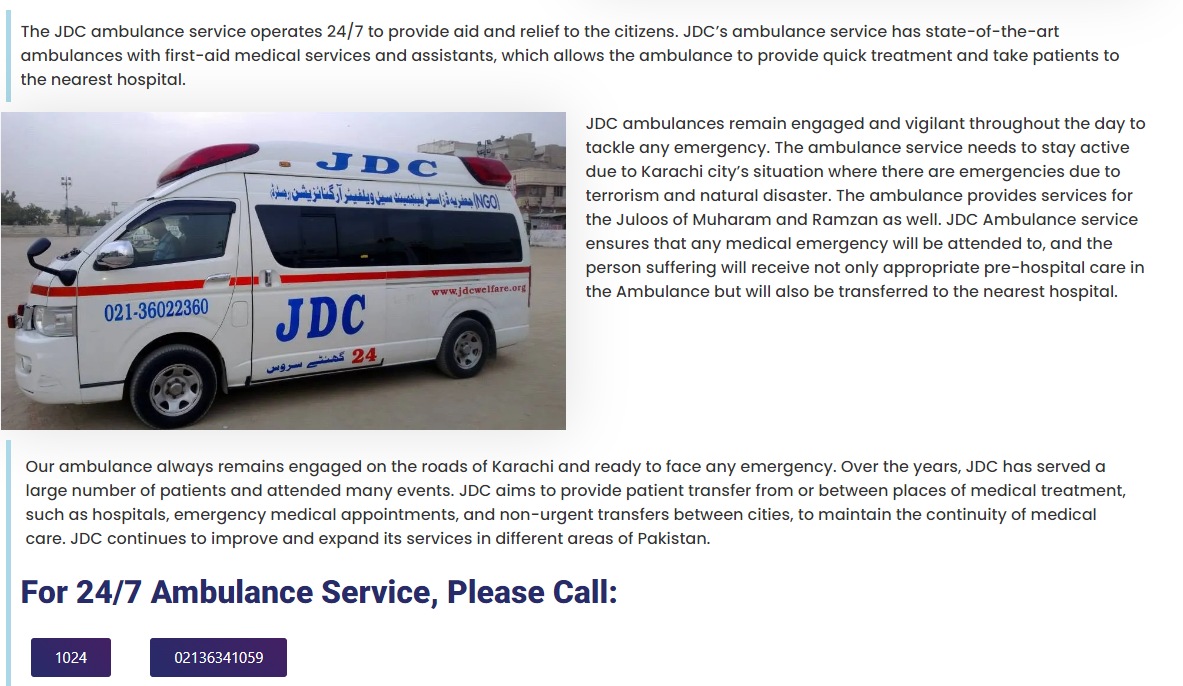 The JDC ambulance service operates 24/7 to provide aid and relief to the citizens. JDC’s ambulance service has state-of-the-art
ambulances with first-aid medical services and assistants, which allows the ambulance to provide quick treatment and take patients to
the nearest hospital.
JDC
جعفریہ ڈزاسٹر مینجمینٹ سیل ویلفیئر آرگنائزیشن (رجسٹرڈ) (NGO)
www.jdcwelfare.org
021-36022360
JDC
24 گھنٹے سروس
JDC ambulances remain engaged and vigilant throughout the day to
tackle any emergency. The ambulance service needs to stay active
due to Karachi city’s situation where there are emergencies due to
terrorism and natural disaster. The ambulance provides services for
the Juloos of Muharam and Ramzan as well. JDC Ambulance service
ensures that any medical emergency will be attended to, and the
person suffering will receive not only appropriate pre-hospital care in
the Ambulance but will also be transferred to the nearest hospital.
Our ambulance always remains engaged on the roads of Karachi and ready to face any emergency. Over the years, JDC has served a
large number of patients and attended many events. JDC aims to provide patient transfer from or between places of medical treatment,
such as hospitals, emergency medical appointments, and non-urgent transfers between cities, to maintain the continuity of medical
care. JDC continues to improve and expand its services in different areas of Pakistan.
For 24/7 Ambulance Service, Please Call:
1024
02136341059